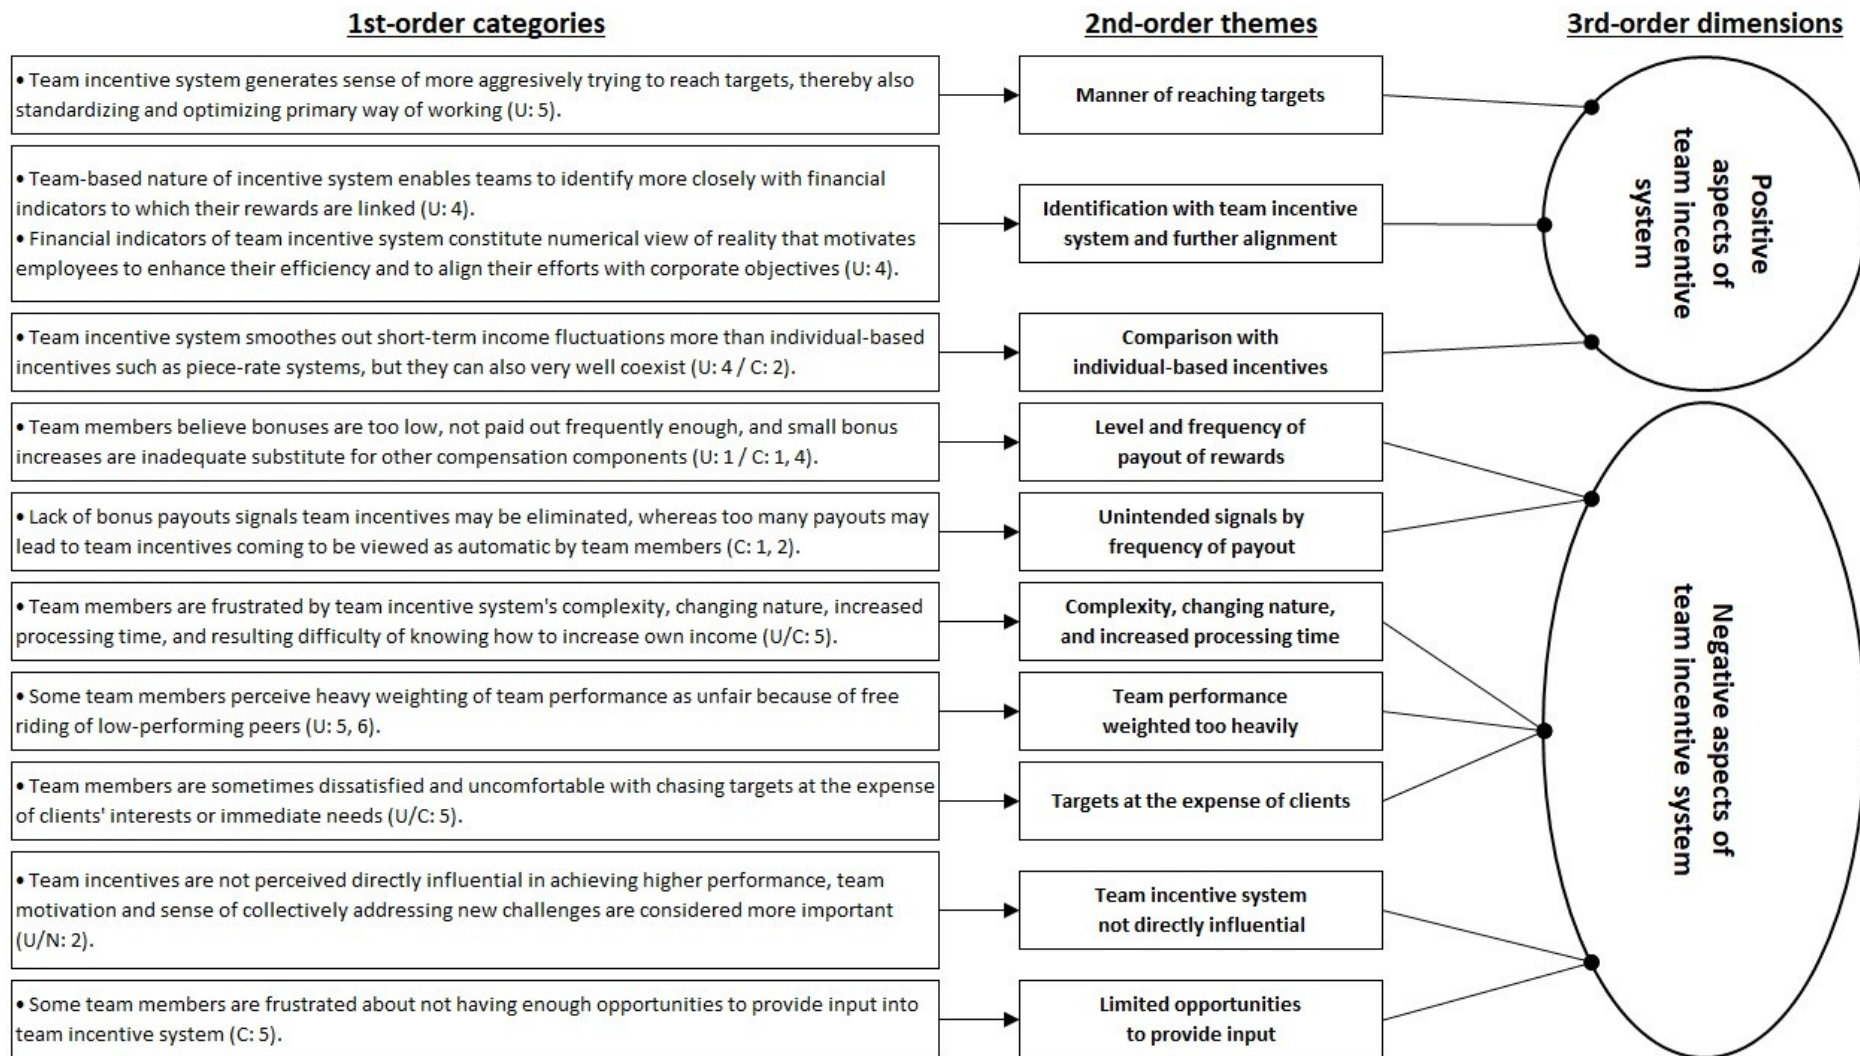 1st-order categories
2nd-order themes
3rd-order dimensions
• Team incentive system generates sense of more aggresively trying to reach targets, thereby also
standardizing and optimizing primary way of working (U: 5).
Manner of reaching targets
• Team-based nature of incentive system enables teams to identify more closely with financial
indicators to which their rewards are linked (U: 4).
• Financial indicators of team incentive system constitute numerical view of reality that motivates
employees to enhance their efficiency and to align their efforts with corporate objectives (U: 4).
Identification with team incentive
system and further alignment
• Team incentive system smoothes out short-term income fluctuations more than individual-based
incentives such as piece-rate systems, but they can also very well coexist (U: 4 / C: 2).
Comparison with
individual-based incentives
Positive
aspects of
team incentive
system
• Team members believe bonuses are too low, not paid out frequently enough, and small bonus
increases are inadequate substitute for other compensation components (U: 1 / C: 1, 4).
Level and frequency of
payout of rewards
• Lack of bonus payouts signals team incentives may be eliminated, whereas too many payouts may
lead to team incentives coming to be viewed as automatic by team members (C: 1, 2).
Unintended signals by
frequency of payout
• Team members are frustrated by team incentive system's complexity, changing nature, increased
processing time, and resulting difficulty of knowing how to increase own income (U/C: 5).
Complexity, changing nature,
and increased processing time
• Some team members perceive heavy weighting of team performance as unfair because of free
riding of low-performing peers (U: 5, 6).
Team performance
weighted too heavily
• Team members are sometimes dissatisfied and uncomfortable with chasing targets at the expense
of clients' interests or immediate needs (U/C: 5).
Targets at the expense of clients
• Team incentives are not perceived directly influential in achieving higher performance, team
motivation and sense of collectively addressing new challenges are considered more important
(U/N: 2).
Team incentive system
not directly influential
• Some team members are frustrated about not having enough opportunities to provide input into
team incentive system (C: 5).
Limited opportunities
to provide input
Negative aspects of
team incentive system